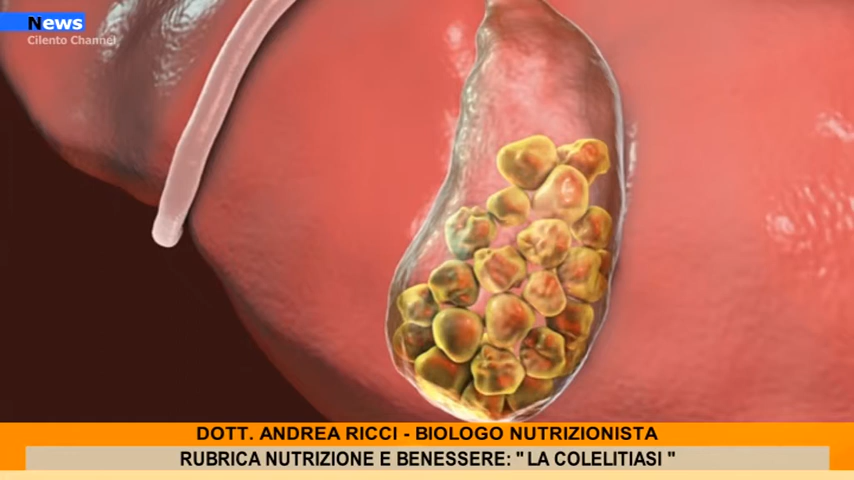 News
Cilento Channel
DOTT. ANDREA RICCI - BIOLOGO NUTRIZIONISTA
RUBRICA NUTRIZIONE E BENESSERE: "LA COLELITIASI "